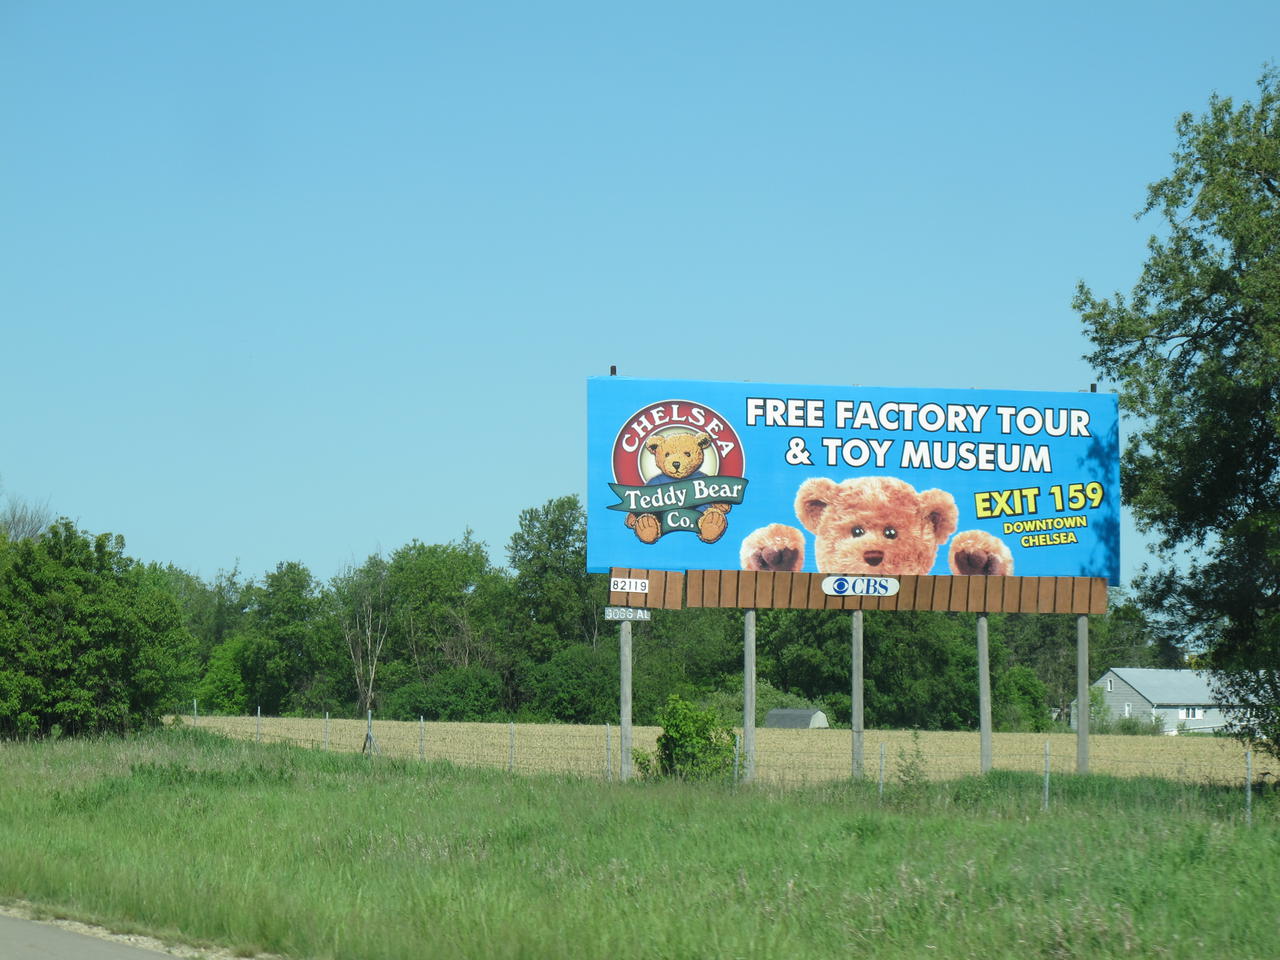 CHELSEA
Teddy Bear
Co.
FREE FACTORY TOUR
& TOY MUSEUM
EXIT 159
DOWNTOWN
CHELSEA
82119
CBS